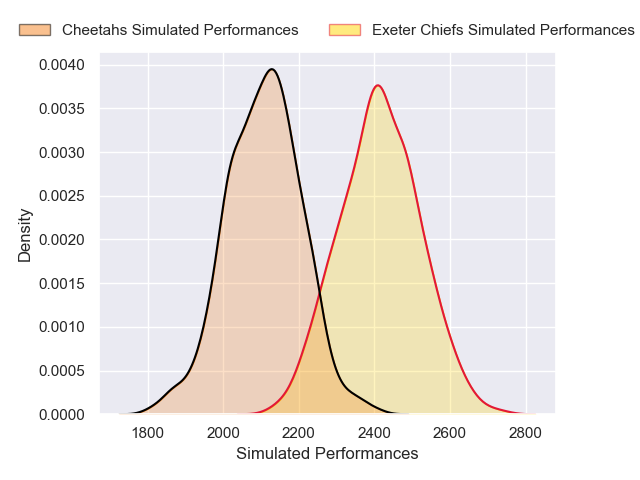 Cheetahs Simulated Performances Exeter Chiefs Simulated Performances
0.0040
0.0035
0.0030
0.0025
0.0020
0.0015
0.0010
0.0005
0.0000
Density
1800 2000 2200 2400 2600 2800
Simulated Performances